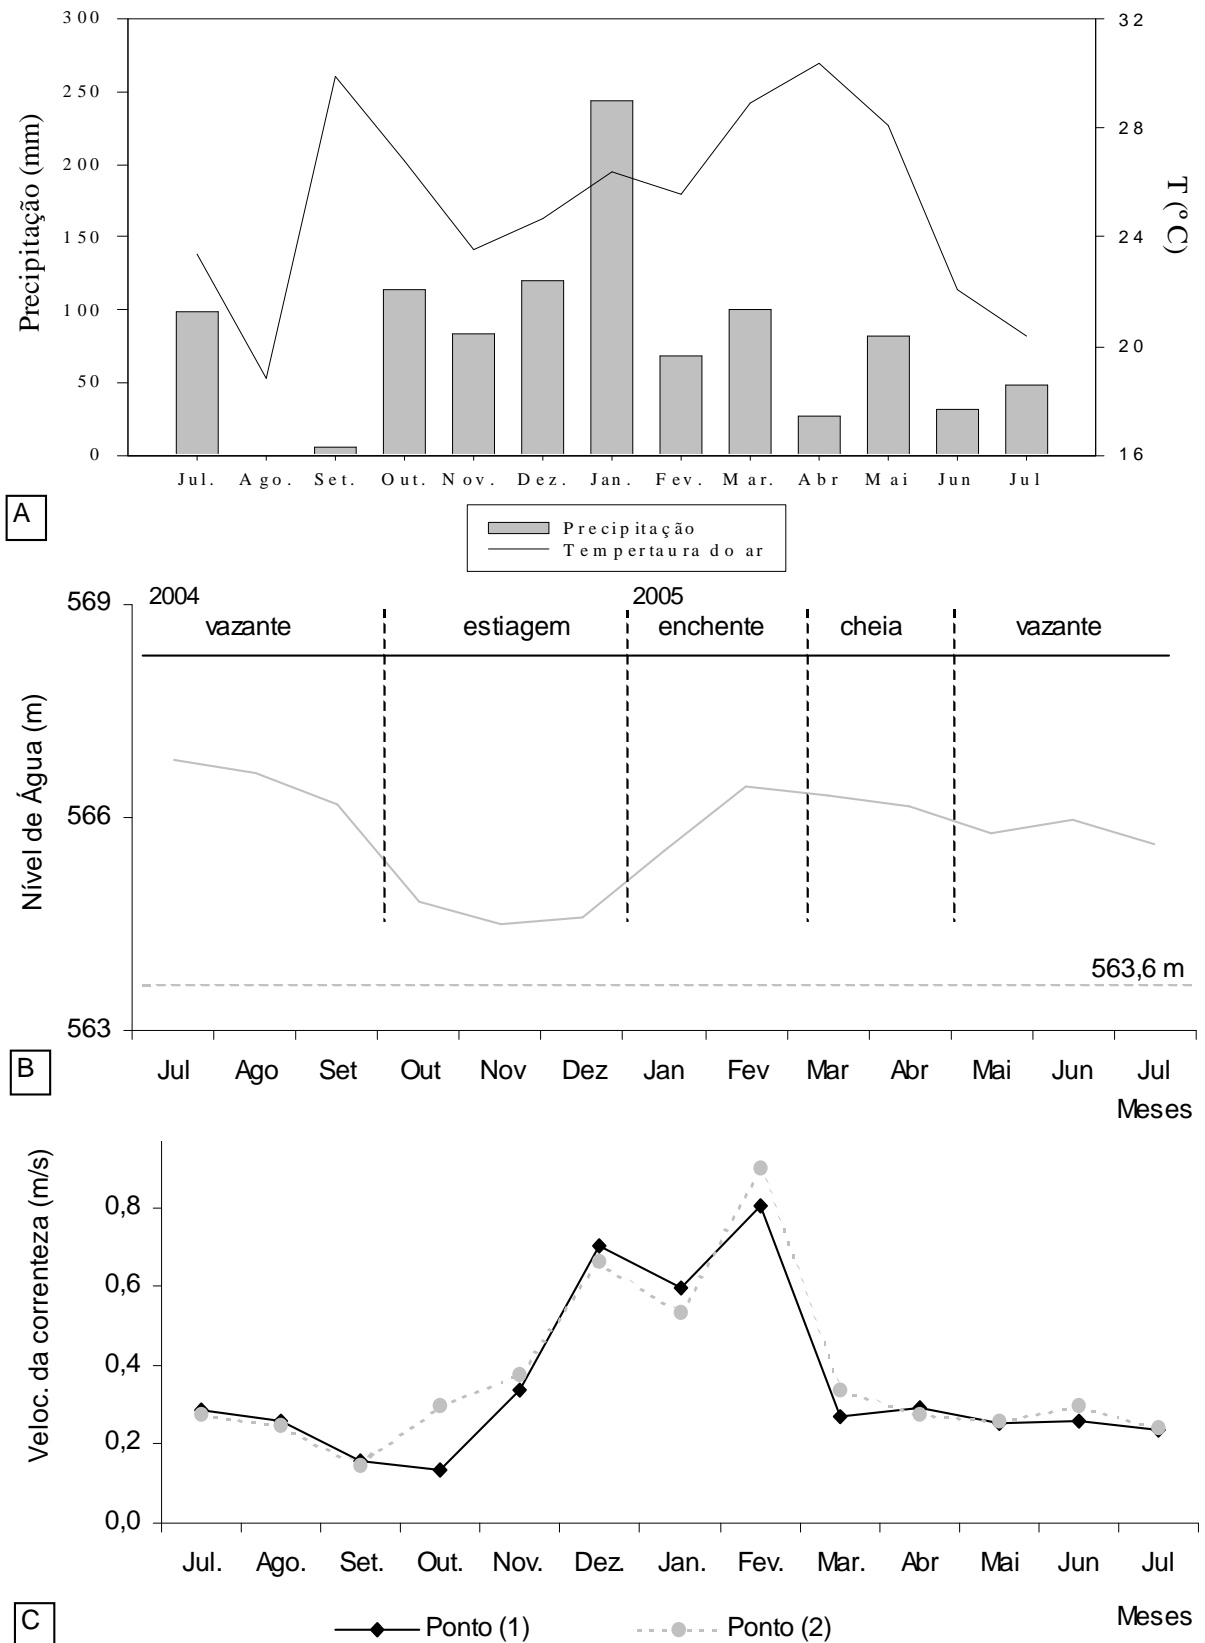 300
250
200
150
100
50
0
Precipitação (mm)
32
28
24
20
16
T (ºC)
Jul. Ago. Set. Out. Nov. Dez. Jan. Fev. Mar. Abr Mai Jun Jul
A
Precipitação
Tempertaura do ar
569
566
563
Nível de Água (m)
2004 2005
vazante estiagem enchente cheia vazante
563,6 m
B
Jul Ago Set Out Nov Dez Jan Fev Mar Abr Mai Jun Jul
Meses
0,8
0,6
0,4
0,2
0,0
Veloc. da correnteza (m/s)
Jul. Ago. Set. Out. Nov. Dez. Jan. Fev. Mar. Abr Mai Jun Jul
Meses
C
Ponto (1) Ponto (2)